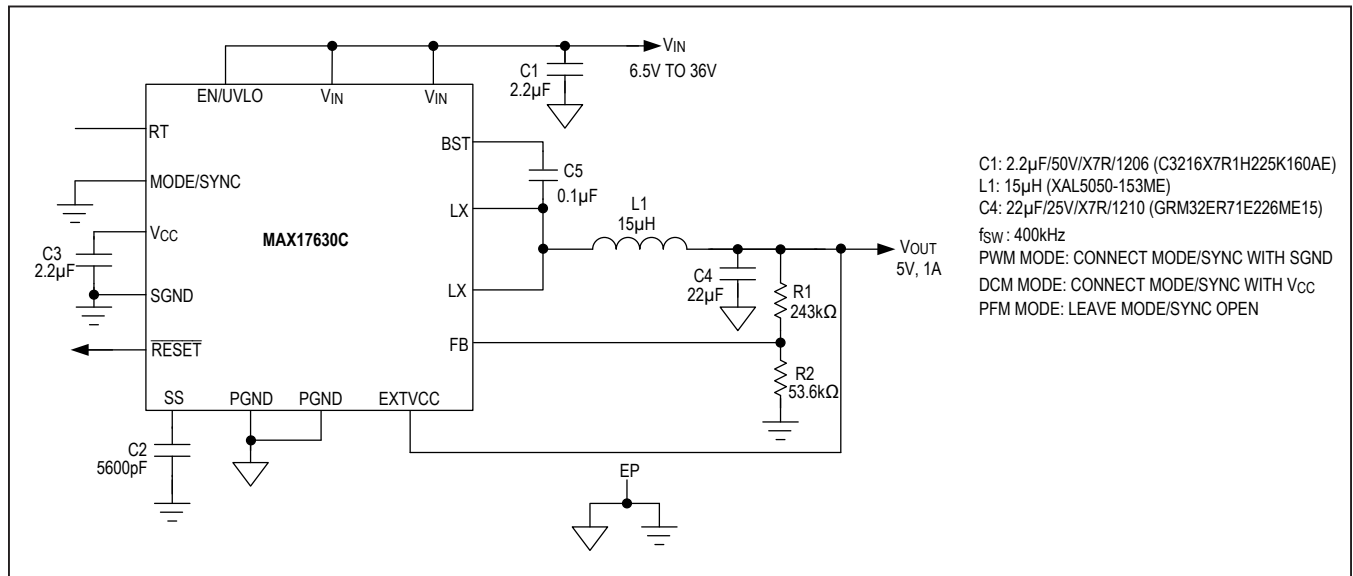 VIN
6.5V TO 36V
C1
2.2µF
EN/UVLO
VIN
VIN
RT
BST
MODE/SYNC
C5
0.1µF
VCC
LX
L1
15µH
C3
2.2µF
MAX17630C
VOUT
5V, 1A
C4
22µF
R1
243kΩ
SGND
LX
RESET
FB
R2
53.6kΩ
SS
PGND
PGND
EXTVCC
C2
5600pF
EP
C1: 2.2µF/50V/X7R/1206 (C3216X7R1H225K160AE)
L1: 15µH (XAL5050-153ME)
C4: 22µF/25V/X7R/1210 (GRM32ER71E226ME15)
fSW : 400kHz
PWM MODE: CONNECT MODE/SYNC WITH SGND
DCM MODE: CONNECT MODE/SYNC WITH VCC
PFM MODE: LEAVE MODE/SYNC OPEN